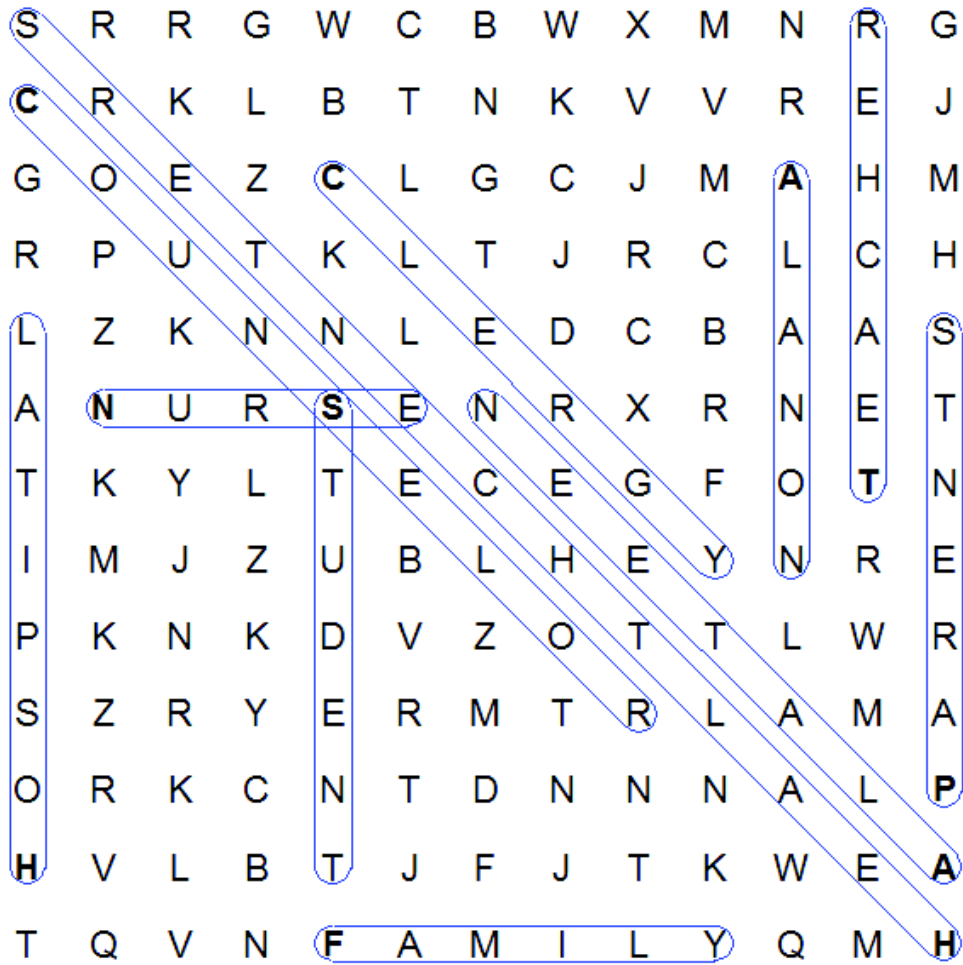 S R R G W C B W X M N R G
C R K L B T N K V V R E J
G O E Z C L G C J M A H M
R P U T K L T J R C L C H
L Z K N N L E D C B A A S
A N U R S E N R X R N E T
T K Y L T E C E G F O T N
I M J Z U B L H E Y N R E
P K N K D V Z O T T L W R
S Z R Y E R M T R L A M A
O R K C N T D N N N A L P
H V L B T J F J T K W E A
T Q V N F A M I L Y Q M H